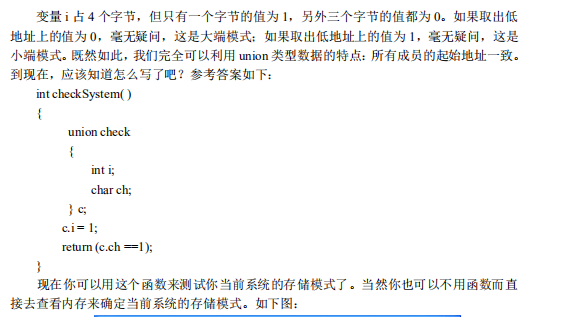 变量 i 占 4 个字节，但只有一个字节的值为 1，另外三个字节的值都为 0。如果取出低
地址上的值为 0，毫无疑问，这是大端模式；如果取出低地址上的值为 1，毫无疑问，这是
小端模式。既然如此，我们完全可以利用 union 类型数据的特点：所有成员的起始地址一致。
到现在，应该知道怎么写了吧？参考答案如下：
int checkSystem( )
{
union check
{
int i;
char ch;
} c;
c.i = 1;
return (c.ch ==1);
}
现在你可以用这个函数来测试你当前系统的存储模式了。当然你也可以不用函数而直
接去查看内存来确定当前系统的存储模式。如下图：